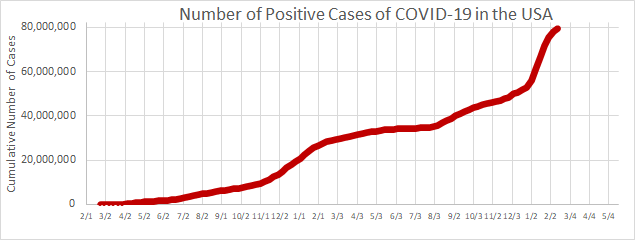 Number of Positive Cases of COVID-19 in the USA
Cumulative Number of Cases
80,000,000
60,000,000
40,000,000
20,000,000
0
2/1 3/2 4/2 5/2 6/2 7/2 8/2 9/2 10/2 11/1 12/2 1/1 2/1 3/3 4/3 5/3 6/3 7/3 8/3 9/3 10/3 11/2 12/3 1/2 2/2 3/4 4/4 5/4